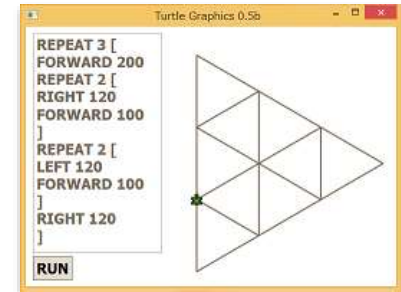 Turtle Graphics 0.5b
REPEAT 3 [
FORWARD 200
REPEAT 2 [
RIGHT 120
FORWARD 100
]
REPEAT 2 [
LEFT 120
FORWARD 100
]
RIGHT 120
]
RUN